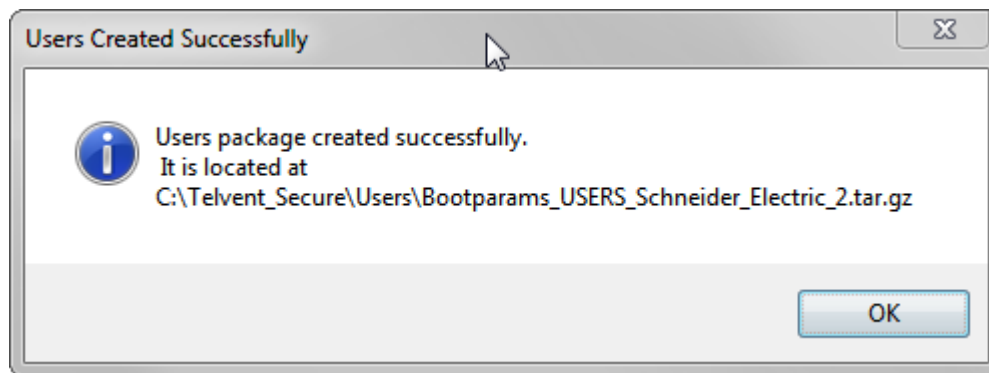 Users Created Successfully
Users package created successfully.
It is located at
C:\Telvent_Secure\Users\Bootparams_USERS_Schneider_Electric_2.tar.gz
OK